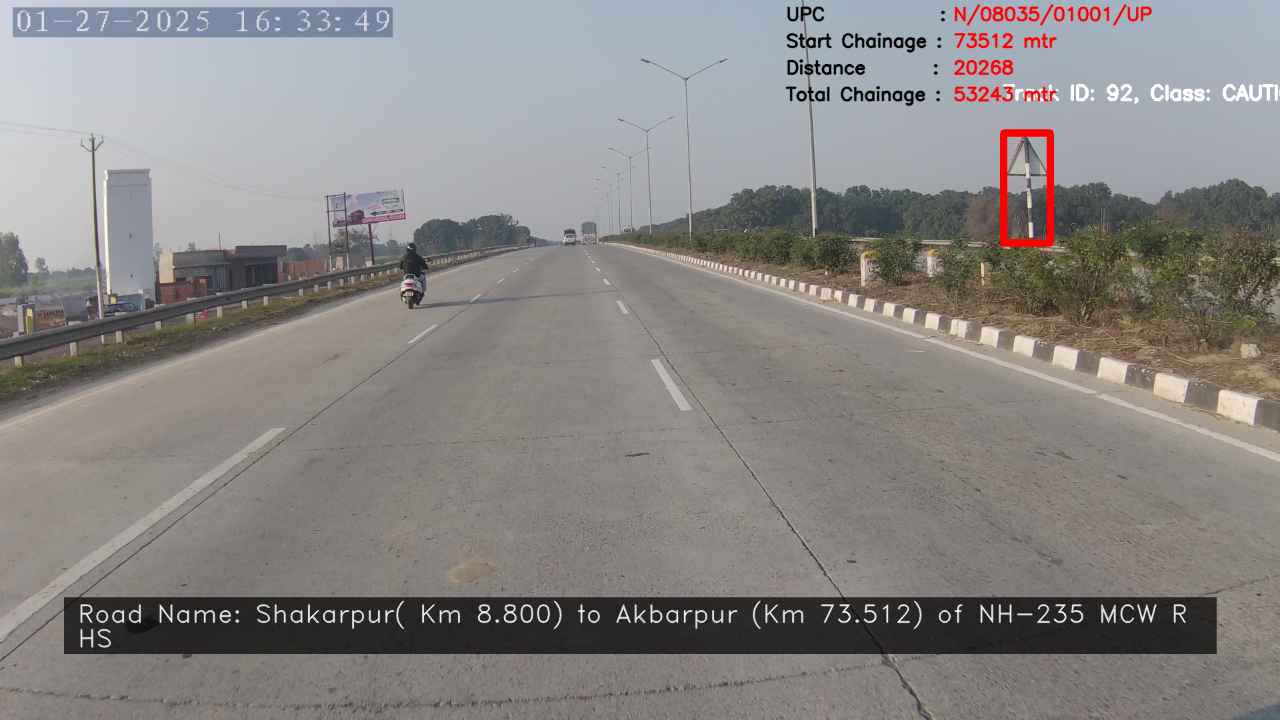 01-27-2025 16:33:49
UPC : N/08035/01001/UP
Start Chainage : 73512 mtr
Distance : 20268
Total Chainage : 53243 mtr
Track ID: 92, Class: CAUTI
Road Name: Shakarpur( Km 8.800) to Akbarpur (Km 73.512) of NH-235 MCW R
HS